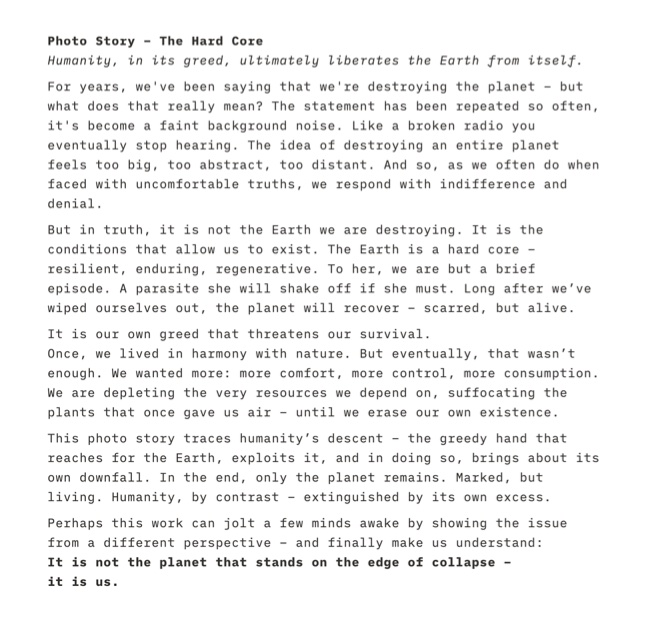 Photo Story – The Hard Core
Humanity, in its greed, ultimately liberates the Earth from itself.
For years, we've been saying that we're destroying the planet – but
what does that really mean? The statement has been repeated so often,
it's become a faint background noise. Like a broken radio you
eventually stop hearing. The idea of destroying an entire planet
feels too big, too abstract, too distant. And so, as we often do when
faced with uncomfortable truths, we respond with indifference and
denial.
But in truth, it is not the Earth we are destroying. It is the
conditions that allow us to exist. The Earth is a hard core –
resilient, enduring, regenerative. To her, we are but a brief
episode. A parasite she will shake off if she must. Long after we’ve
wiped ourselves out, the planet will recover – scarred, but alive.
It is our own greed that threatens our survival.
Once, we lived in harmony with nature. But eventually, that wasn’t
enough. We wanted more: more comfort, more control, more consumption.
We are depleting the very resources we depend on, suffocating the
plants that once gave us air – until we erase our own existence.
This photo story traces humanity’s descent – the greedy hand that
reaches for the Earth, exploits it, and in doing so, brings about its
own downfall. In the end, only the planet remains. Marked, but
living. Humanity, by contrast – extinguished by its own excess.
Perhaps this work can jolt a few minds awake by showing the issue
from a different perspective – and finally make us understand:
It is not the planet that stands on the edge of collapse –
it is us.